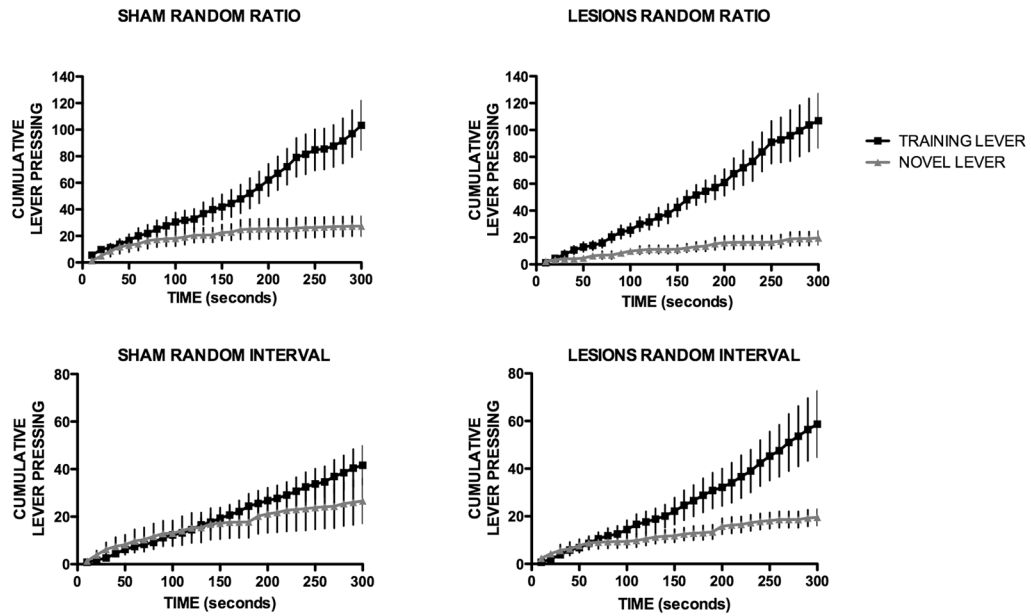 SHAM RANDOM RATIO
CUMULATIVE
LEVER PRESSING
140
120
100
80
60
40
20
0
0 50 100 150 200 250 300
TIME (seconds)
LESIONS RANDOM RATIO
CUMULATIVE
LEVER PRESSING
140
120
100
80
60
40
20
0
0 50 100 150 200 250 300
TIME (seconds)
TRAINING LEVER
NOVEL LEVER
SHAM RANDOM INTERVAL
CUMULATIVE
LEVER PRESSING
80
60
40
20
0
0 50 100 150 200 250 300
TIME (seconds)
LESIONS RANDOM INTERVAL
CUMULATIVE
LEVER PRESSING
80
60
40
20
0
0 50 100 150 200 250 300
TIME (seconds)